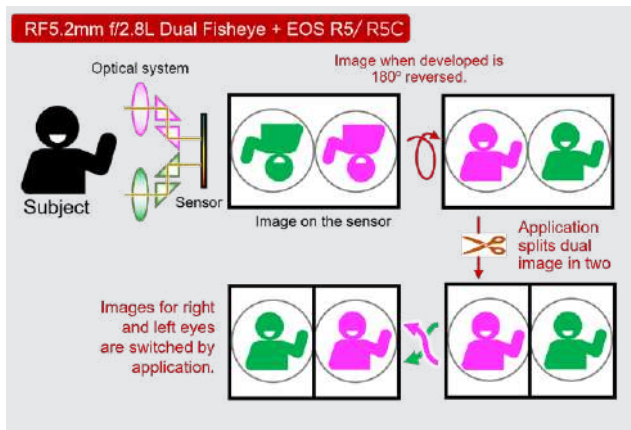 RF5.2mm f/2.8L Dual Fisheye + EOS R5/ R5C
Optical system
Image when developed is
180º reversed.
Subject
Sensor
Image on the sensor
Application
splits dual
image in two
Images for right
and left eyes
are switched by
application.